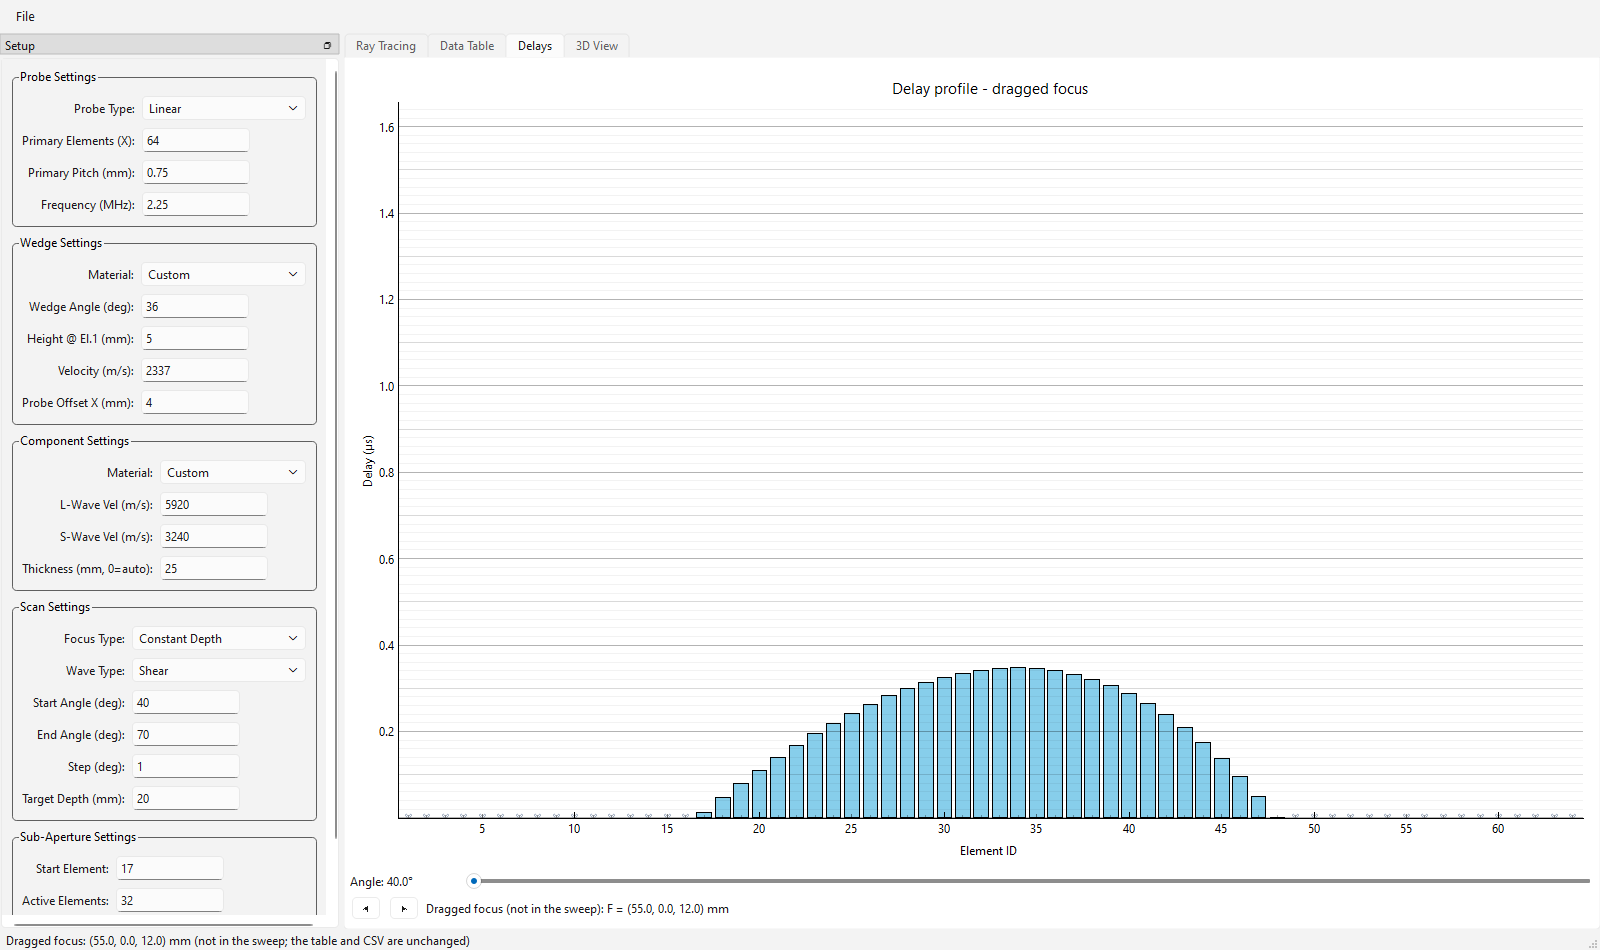 File
Setup
Ray Tracing
Data Table
Delays
3D View
Probe Settings
Probe Type: Linear
Primary Elements (X): 64
Primary Pitch (mm): 0.75
Frequency (MHz): 2.25
Wedge Settings
Material: Custom
Wedge Angle (deg): 36
Height @ El.1 (mm): 5
Velocity (m/s): 2337
Probe Offset X (mm): 4
Component Settings
Material: Custom
L-Wave Vel (m/s): 5920
S-Wave Vel (m/s): 3240
Thickness (mm, 0=auto): 25
Scan Settings
Focus Type: Constant Depth
Wave Type: Shear
Start Angle (deg): 40
End Angle (deg): 70
Step (deg): 1
Target Depth (mm): 20
Sub-Aperture Settings
Start Element: 17
Active Elements: 32
Delay profile - dragged focus
1.6
1.4
1.2
1.0
0.8
0.6
0.4
0.2
Delay (µs)
5 10 15 20 25 30 35 40 45 50 55 60
Element ID
Angle: 40.0°
Dragged focus (not in the sweep): F = (55.0, 0.0, 12.0) mm
Dragged focus: (55.0, 0.0, 12.0) mm (not in the sweep; the table and CSV are unchanged)